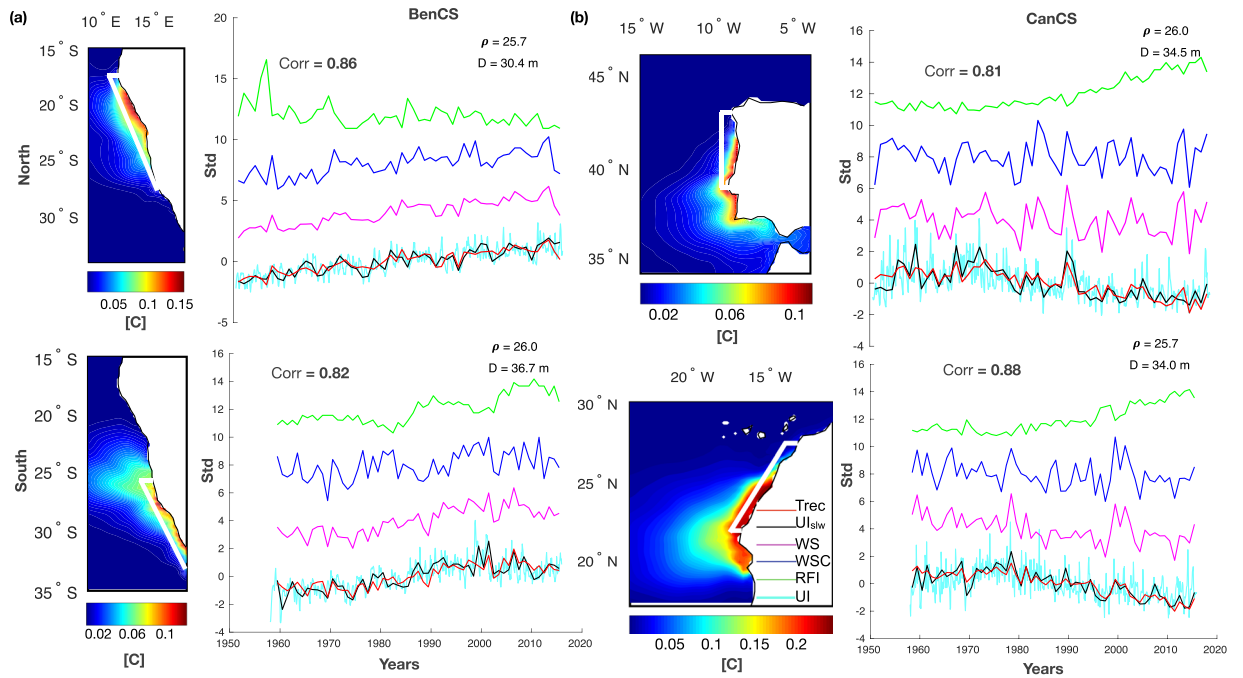 (a)
10° E 15° E
BenCS
15° S
20° S
25° S
30° S
North
0.05 0.1 0.15
[C]
20
15
10
5
0
-5
Std
Corr = 0.86
ρ = 25.7
D = 30.4 m
15° S
20° S
25° S
30° S
35° S
South
0.02 0.06 0.1
[C]
16
14
12
10
8
6
4
2
0
-2
-4
Std
Corr = 0.82
ρ = 26.0
D = 36.7 m
1950 1960 1970 1980 1990 2000 2010 2020
Years
(b)
15° W 10° W 5° W
CanCS
45° N
40° N
35° N
0.02 0.06 0.1
[C]
16
14
12
10
8
6
4
2
0
-2
-4
Std
Corr = 0.81
ρ = 26.0
D = 34.5 m
20° W 15° W
30° N
25° N
20° N
Trec
UIslw
WS
WSC
RFI
UI
0.05 0.1 0.15 0.2
[C]
16
14
12
10
8
6
4
2
0
-2
-4
Std
Corr = 0.88
ρ = 25.7
D = 34.0 m
1950 1960 1970 1980 1990 2000 2010 2020
Years